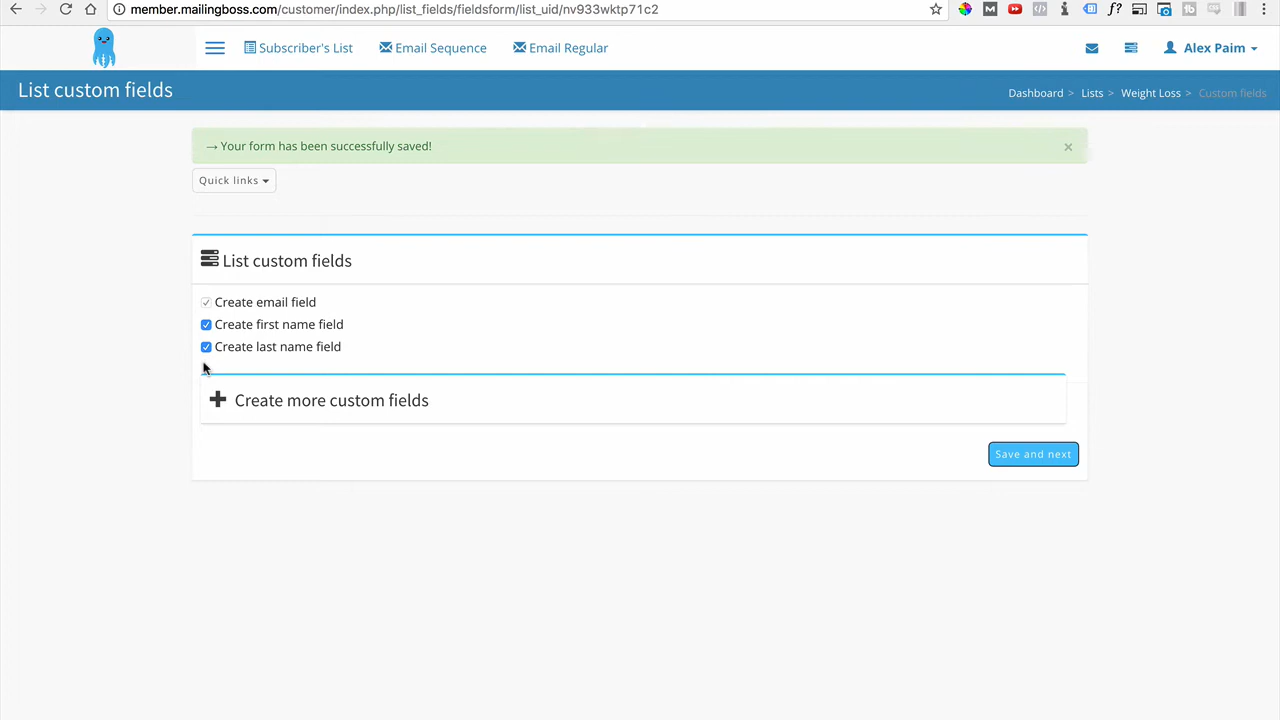 member.mailingboss.com/customer/index.php/list_fields/fieldsform/list_uid/nv933wktp71c2
Subscriber's List
Email Sequence
Email Regular
Alex Paim
List custom fields
Dashboard > Lists > Weight Loss > Custom fields
→ Your form has been successfully saved!
×
Quick links
List custom fields
Create email field
Create first name field
Create last name field
Create more custom fields
Save and next